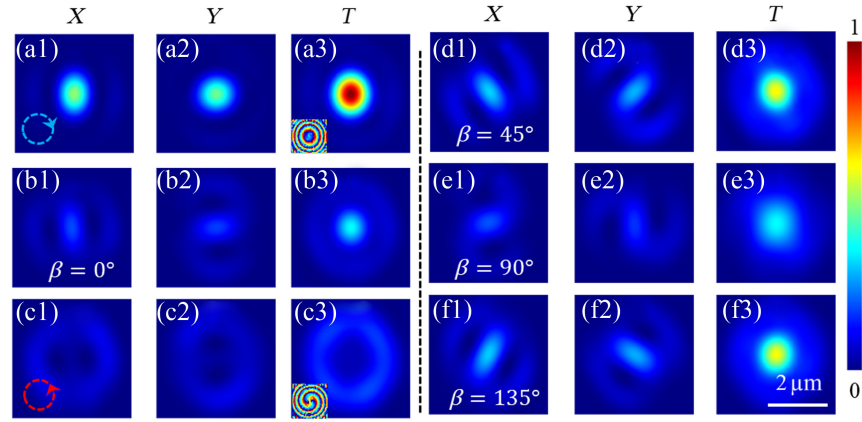 X Y T X Y T
(a1) (a2) (a3) (d1) (d2) (d3) 1
β = 45°
(b1) (b2) (b3) (e1) (e2) (e3)
β = 0° β = 90°
(c1) (c2) (c3) (f1) (f2) (f3)
2 μm
β = 135° 0